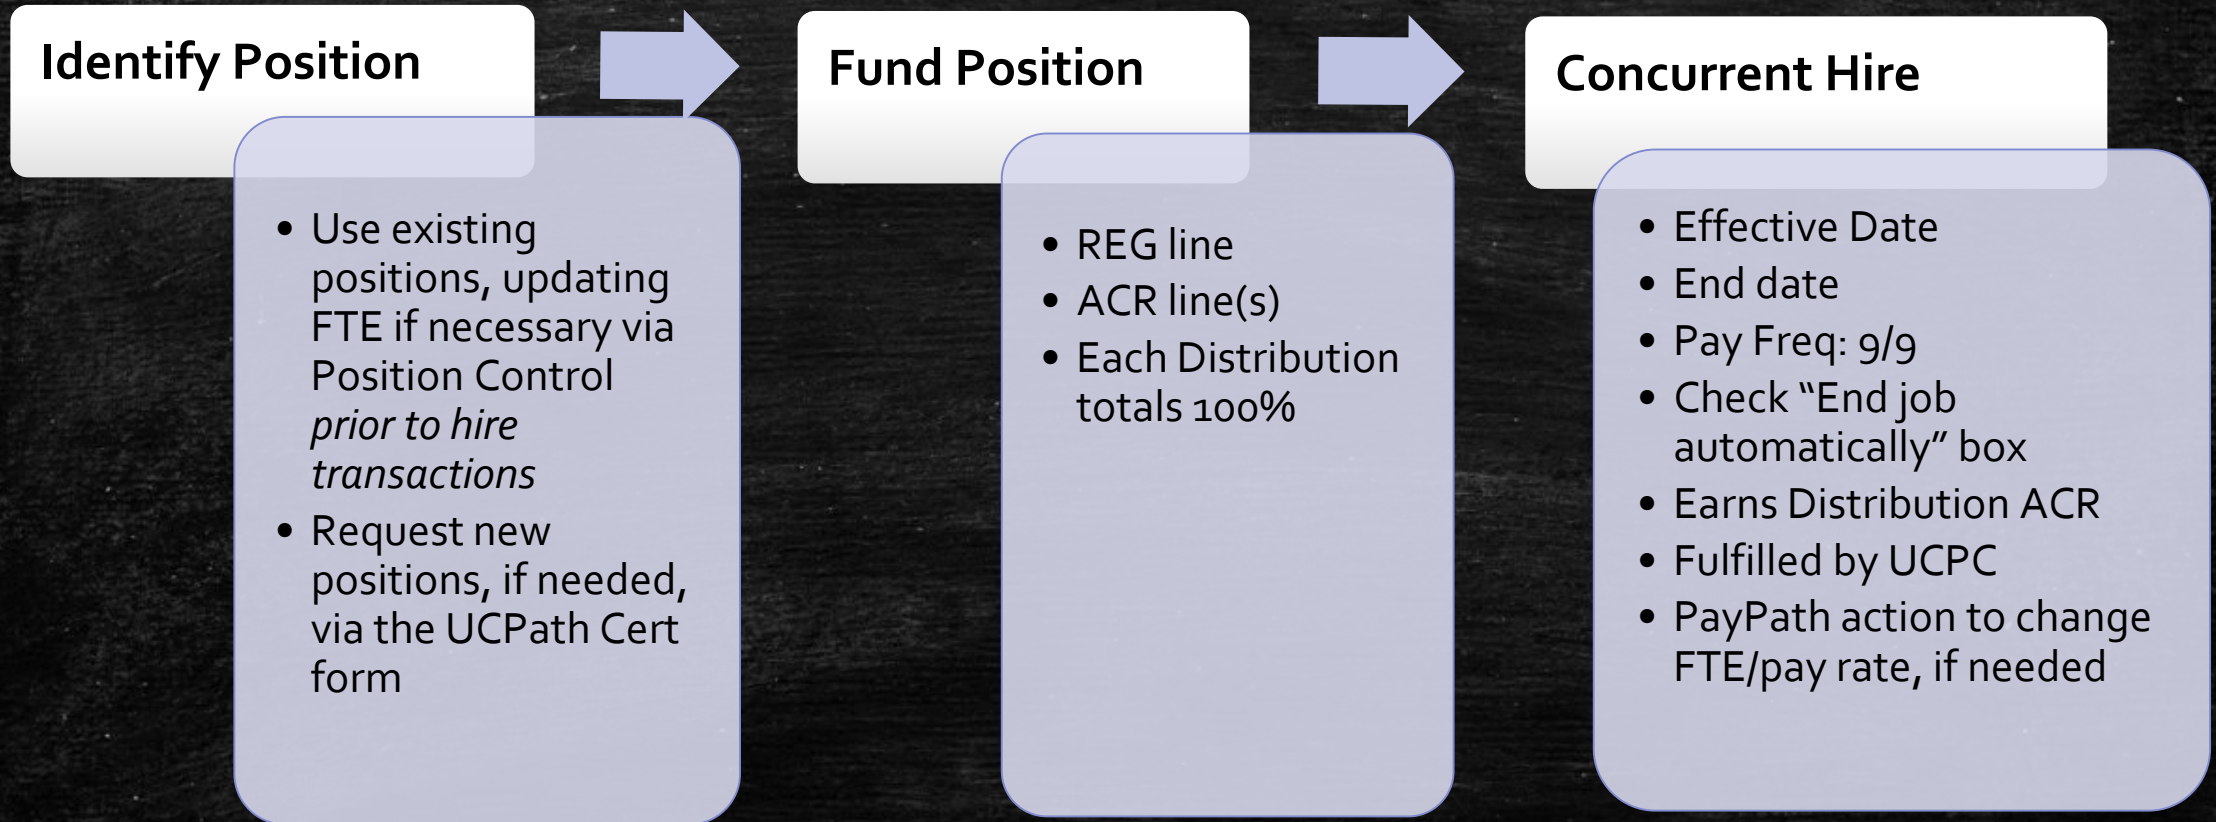 Identify Position
• Use existing
positions, updating
FTE if necessary via
Position Control
prior to hire
transactions
• Request new
positions, if needed,
via the UCPath Cert
form
Fund Position
• REG line
• ACR line(s)
• Each Distribution
totals 100%
Concurrent Hire
• Effective Date
• End date
• Pay Freq: 9/9
• Check “End job
automatically” box
• Earns Distribution ACR
• Fulfilled by UCPC
• PayPath action to change
FTE/pay rate, if needed